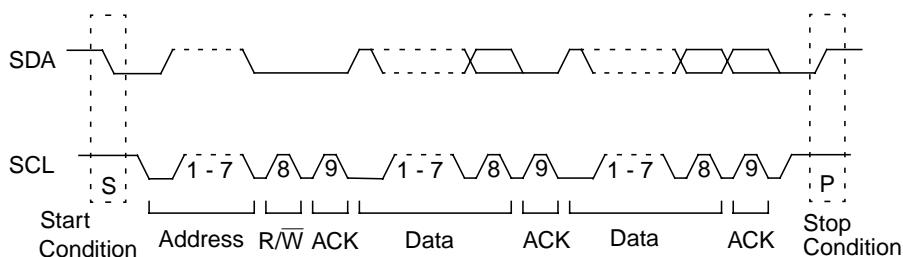 SDA
SCL
1 - 7 8 9 1 - 7 8 9 1 - 7 8 9
S P
Start
Condition
Address R/W̅ ACK Data ACK Data ACK
Stop
Condition